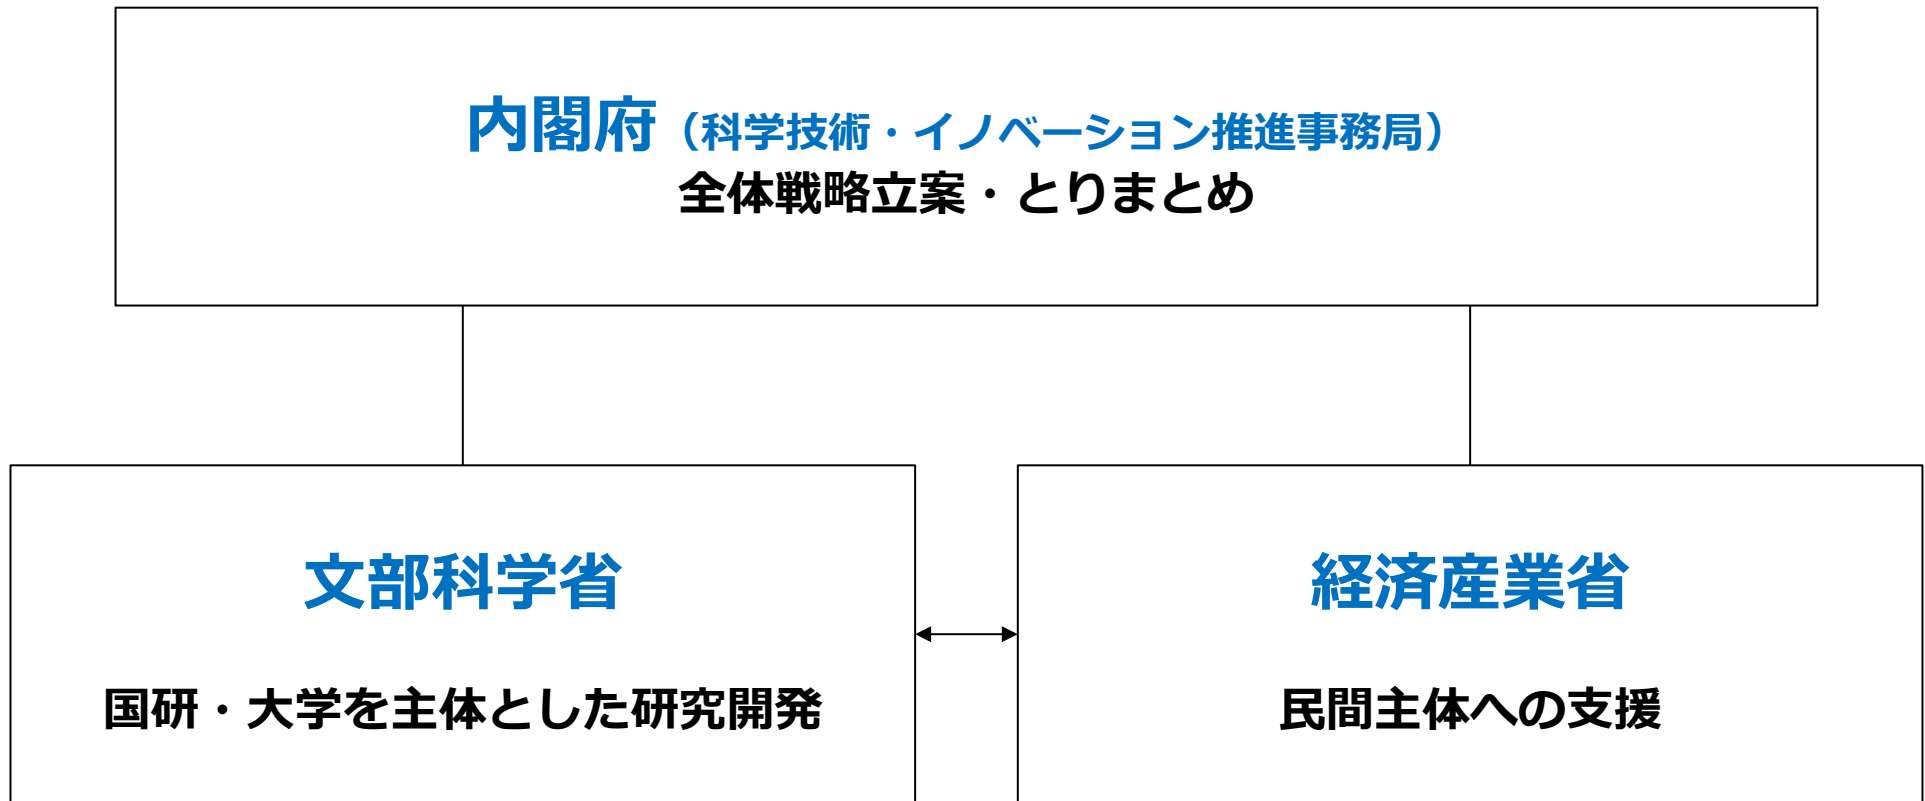 内閣府（科学技術・イノベーション推進事務局）
全体戦略立案・とりまとめ
文部科学省
国研・大学を主体とした研究開発
経済産業省
民間主体への支援